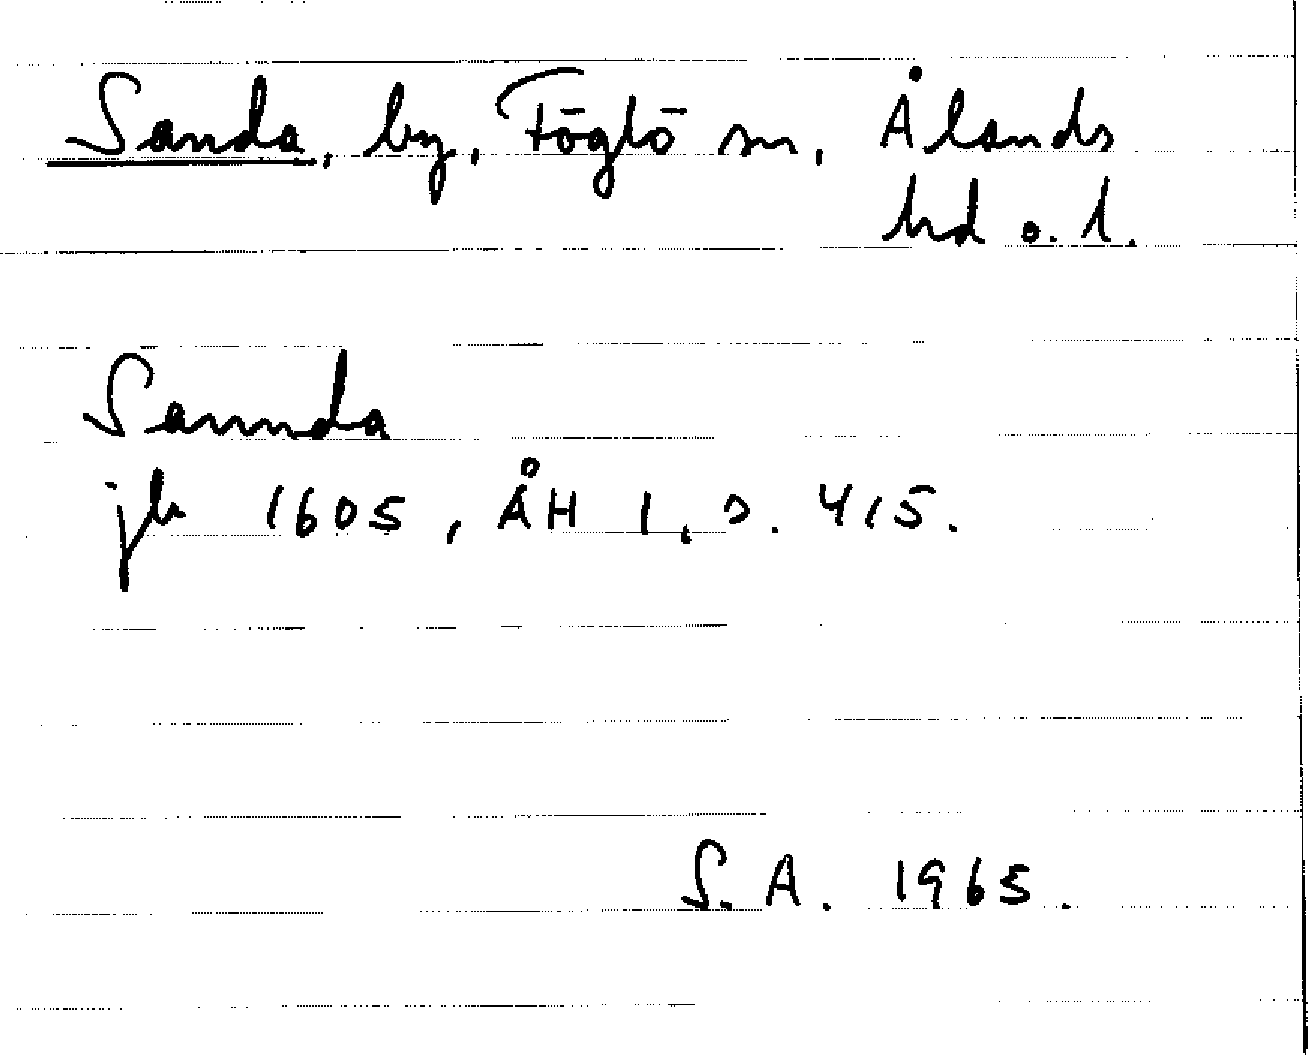 Sanda, by, Föglö sn, Ålands
hd o. l.
Sannda
jb 1605, ÅH 1, s. 415.
S. A. 1965.